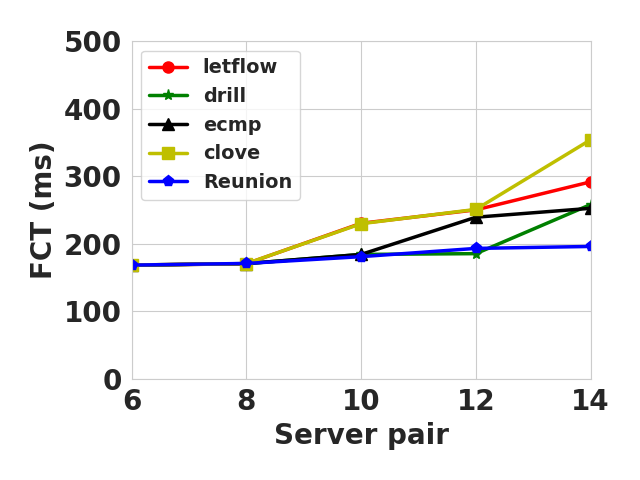 500
400
300
200
100
0
FCT (ms)
letflow
drill
ecmp
clove
Reunion
6 8 10 12 14
Server pair